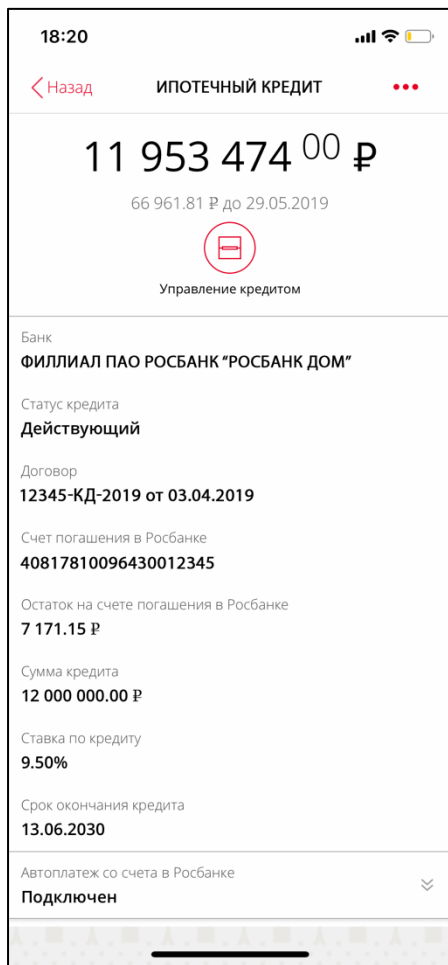 18:20
Назад ИПОТЕЧНЫЙ КРЕДИТ
11 953 474 00 ₽
66 961.81 ₽ до 29.05.2019
Управление кредитом
Банк
ФИЛЛИАЛ ПАО РОСБАНК “РОСБАНК ДОМ”
Статус кредита
Действующий
Договор
12345-КД-2019 от 03.04.2019
Счет погашения в Росбанке
40817810096430012345
Остаток на счете погашения в Росбанке
7 171.15 ₽
Сумма кредита
12 000 000.00 ₽
Ставка по кредиту
9.50%
Срок окончания кредита
13.06.2030
Автоплатеж со счета в Росбанке
Подключен